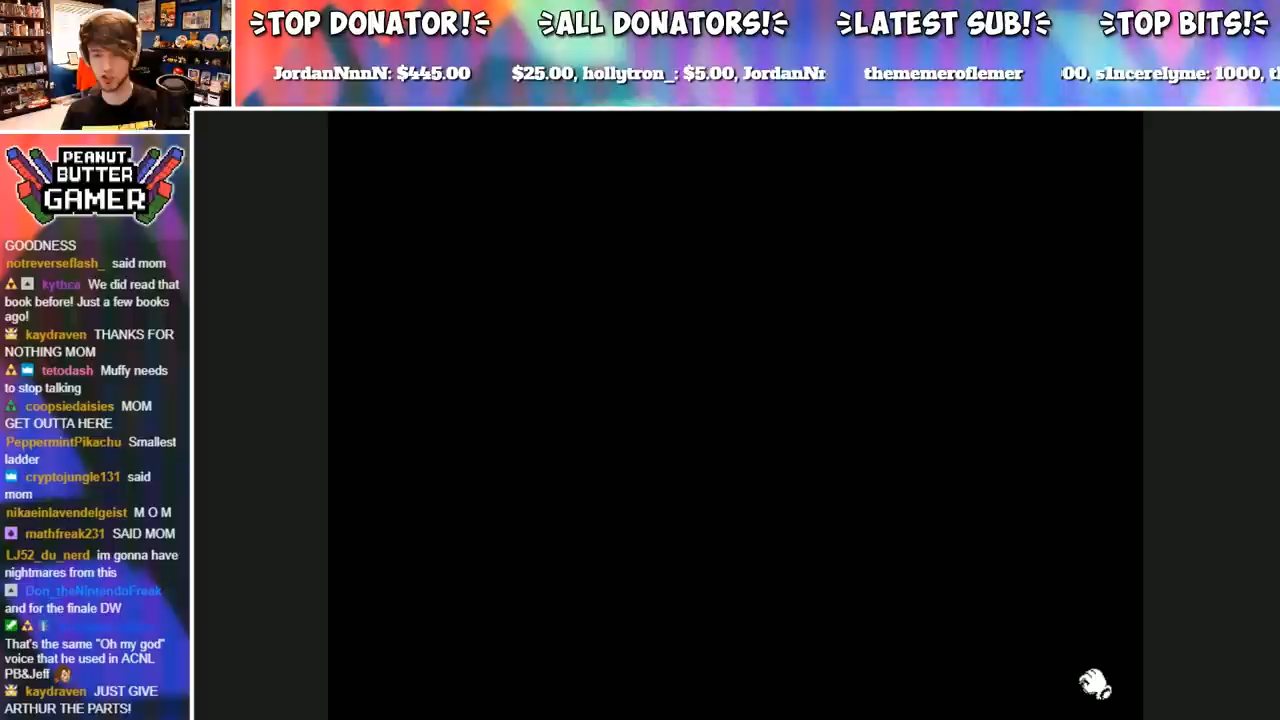 TOP DONATOR! ALL DONATORS! LATEST SUB! TOP BITS!
JordanNnnN: $445.00 $25.00, hollytron_: $5.00, JordanNr thememeroflemer 00, s1ncerelyme: 1000, t
PEANUT
BUTTER
GAMER
GOODNESS
notreverseflash_ said mom
kythca We did read that
book before! Just a few books
ago!
kaydraven THANKS FOR
NOTHING MOM
tetodash Muffy needs
to stop talking
coopsiedaisies MOM
GET OUTTA HERE
PeppermintPikachu Smallest
ladder
cryptojungle131 said
mom
nikaeinlavendelgeist M O M
mathfreak231 SAID MOM
LJ52_du_nerd im gonna have
nightmares from this
Don_theNintendoFreak
and for the finale DW
That's the same "Oh my god"
voice that he used in ACNL
PB&Jeff
kaydraven JUST GIVE
ARTHUR THE PARTS!